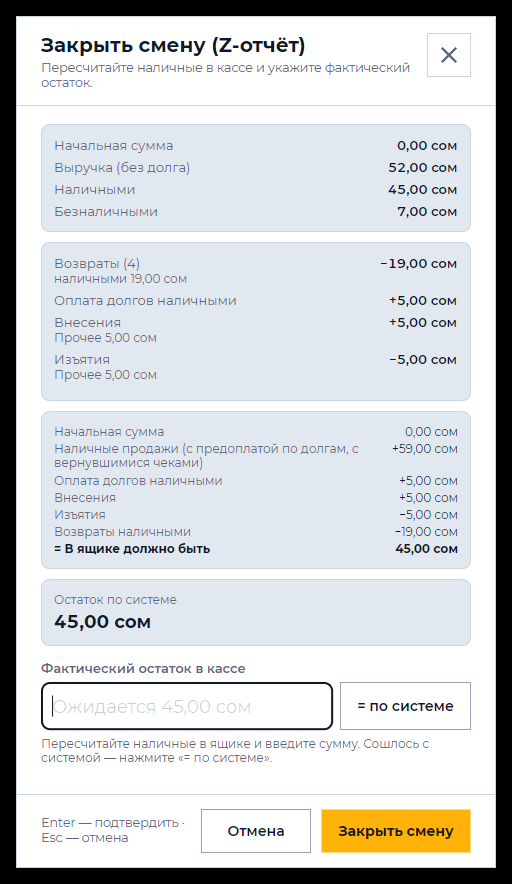 Закрыть смену (Z-отчёт)
Пересчитайте наличные в кассе и укажите фактический
остаток.
Начальная сумма 0,00 сом
Выручка (без долга) 52,00 сом
Наличными 45,00 сом
Безналичными 7,00 сом
Возвраты (4) −19,00 сом
наличными 19,00 сом
Оплата долгов наличными +5,00 сом
Внесения +5,00 сом
Прочее 5,00 сом
Изъятия −5,00 сом
Прочее 5,00 сом
Начальная сумма 0,00 сом
Наличные продажи (с предоплатой по долгам, с +59,00 сом
вернувшимися чеками)
Оплата долгов наличными +5,00 сом
Внесения +5,00 сом
Изъятия −5,00 сом
Возвраты наличными −19,00 сом
= В ящике должно быть 45,00 сом
Остаток по системе
45,00 сом
Фактический остаток в кассе
Ожидается 45,00 сом
= по системе
Пересчитайте наличные в ящике и введите сумму. Сошлось с
системой — нажмите «= по системе».
Enter — подтвердить ·
Esc — отмена
Отмена
Закрыть смену